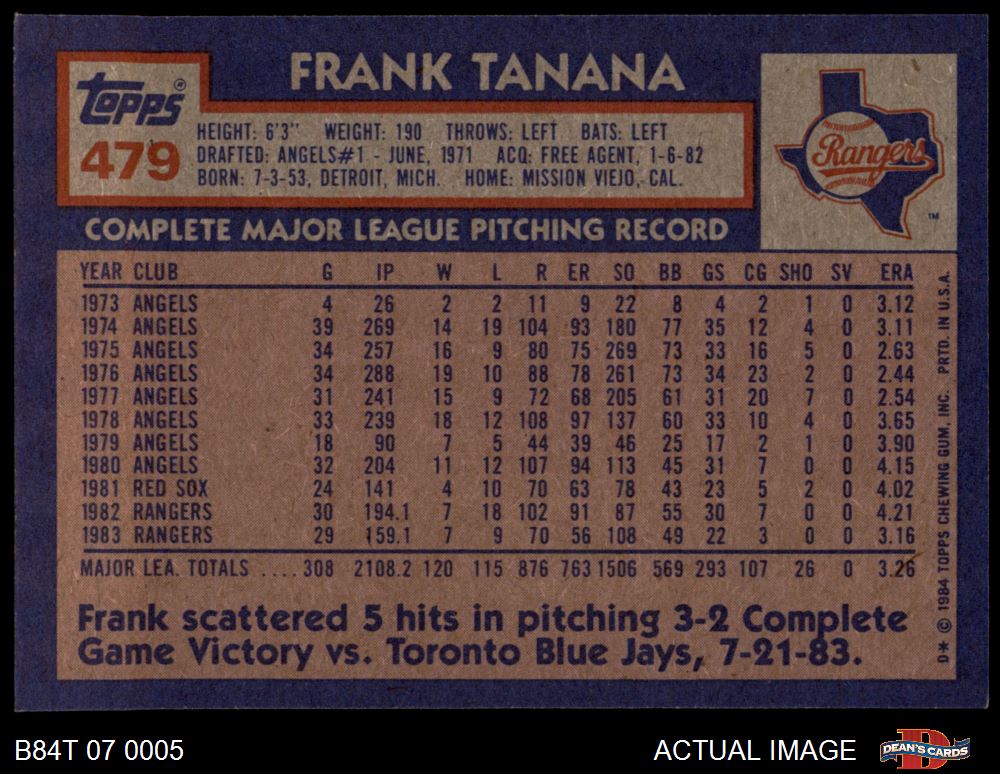 FRANK TANANA
Topps®
479
HEIGHT: 6'3" WEIGHT: 190 THROWS: LEFT BATS: LEFT
DRAFTED: ANGELS#1 - JUNE, 1971 ACQ: FREE AGENT, 1-6-82
BORN: 7-3-53, DETROIT, MICH. HOME: MISSION VIEJO, CAL.
Rangers
TM
COMPLETE MAJOR LEAGUE PITCHING RECORD
YEAR CLUB G IP W L R ER SO BB GS CG SHO SV ERA
1973 ANGELS 4 26 2 2 11 9 22 8 4 2 1 0 3.12
1974 ANGELS 39 269 14 19 104 93 180 77 35 12 4 0 3.11
1975 ANGELS 34 257 16 9 80 75 269 73 33 16 5 0 2.63
1976 ANGELS 34 288 19 10 88 78 261 73 34 23 2 0 2.44
1977 ANGELS 31 241 15 9 72 68 205 61 31 20 7 0 2.54
1978 ANGELS 33 239 18 12 108 97 137 60 33 10 4 0 3.65
1979 ANGELS 18 90 7 5 44 39 46 25 17 2 1 0 3.90
1980 ANGELS 32 204 11 12 107 94 113 45 31 7 0 0 4.15
1981 RED SOX 24 141 4 10 70 63 78 43 23 5 2 0 4.02
1982 RANGERS 30 194.1 7 18 102 91 87 55 30 7 0 0 4.21
1983 RANGERS 29 159.1 7 9 70 56 108 49 22 3 0 0 3.16
MAJOR LEA. TOTALS .... 308 2108.2 120 115 876 763 1506 569 293 107 26 0 3.26
Frank scattered 5 hits in pitching 3-2 Complete
Game Victory vs. Toronto Blue Jays, 7-21-83.
D* © 1984 TOPPS CHEWING GUM, INC. PRTD. IN U.S.A.
B84T 07 0005
ACTUAL IMAGE
DEAN'S CARDS